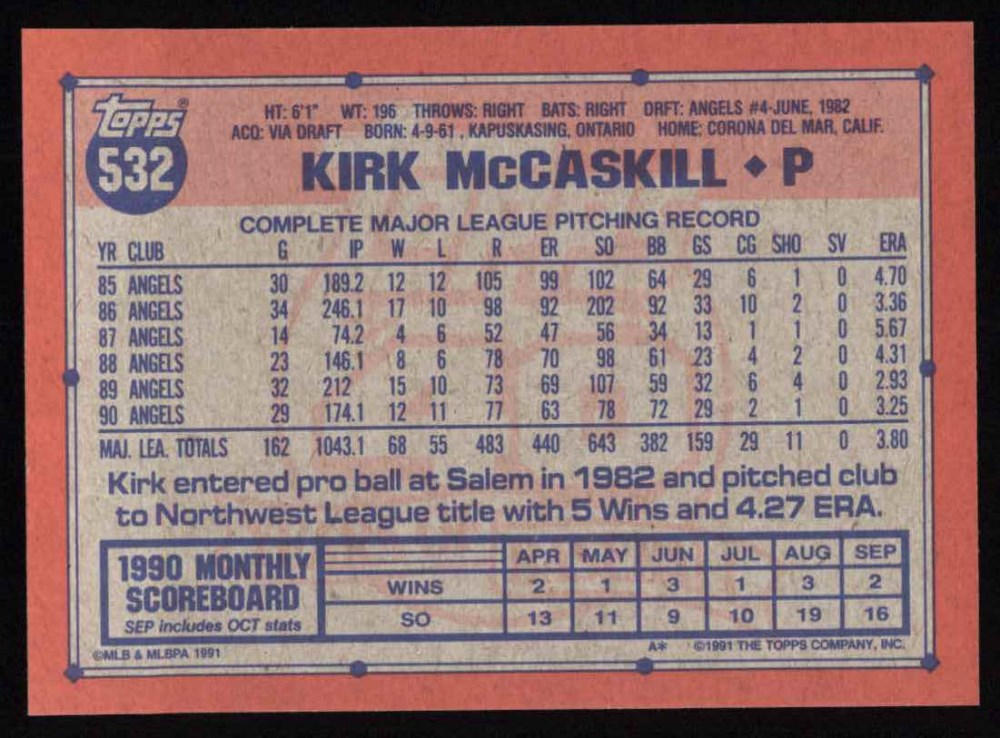 Topps®
532
HT: 6'1" WT: 196 THROWS: RIGHT BATS: RIGHT DRFT: ANGELS #4-JUNE, 1982
ACQ: VIA DRAFT BORN: 4-9-61, KAPUSKASING, ONTARIO HOME: CORONA DEL MAR, CALIF.
KIRK McCASKILL ◆ P
COMPLETE MAJOR LEAGUE PITCHING RECORD
YR CLUB G IP W L R ER SO BB GS CG SHO SV ERA
85 ANGELS 30 189.2 12 12 105 99 102 64 29 6 1 0 4.70
86 ANGELS 34 246.1 17 10 98 92 202 92 33 10 2 0 3.36
87 ANGELS 14 74.2 4 6 52 47 56 34 13 1 1 0 5.67
88 ANGELS 23 146.1 8 6 78 70 98 61 23 4 2 0 4.31
89 ANGELS 32 212 15 10 73 69 107 59 32 6 4 0 2.93
90 ANGELS 29 174.1 12 11 77 63 78 72 29 2 1 0 3.25
MAJ. LEA. TOTALS 162 1043.1 68 55 483 440 643 382 159 29 11 0 3.80
Kirk entered pro ball at Salem in 1982 and pitched club
to Northwest League title with 5 Wins and 4.27 ERA.
1990 MONTHLY
SCOREBOARD
SEP includes OCT stats
APR MAY JUN JUL AUG SEP
WINS 2 1 3 1 3 2
SO 13 11 9 10 19 16
©MLB & MLBPA 1991 A* ©1991 THE TOPPS COMPANY, INC.